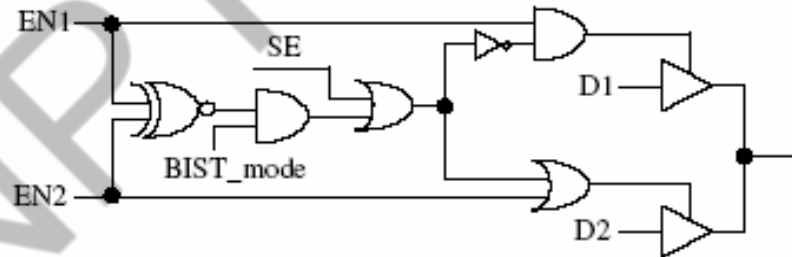 EN1
SE
D1
BIST_mode
EN2
D2